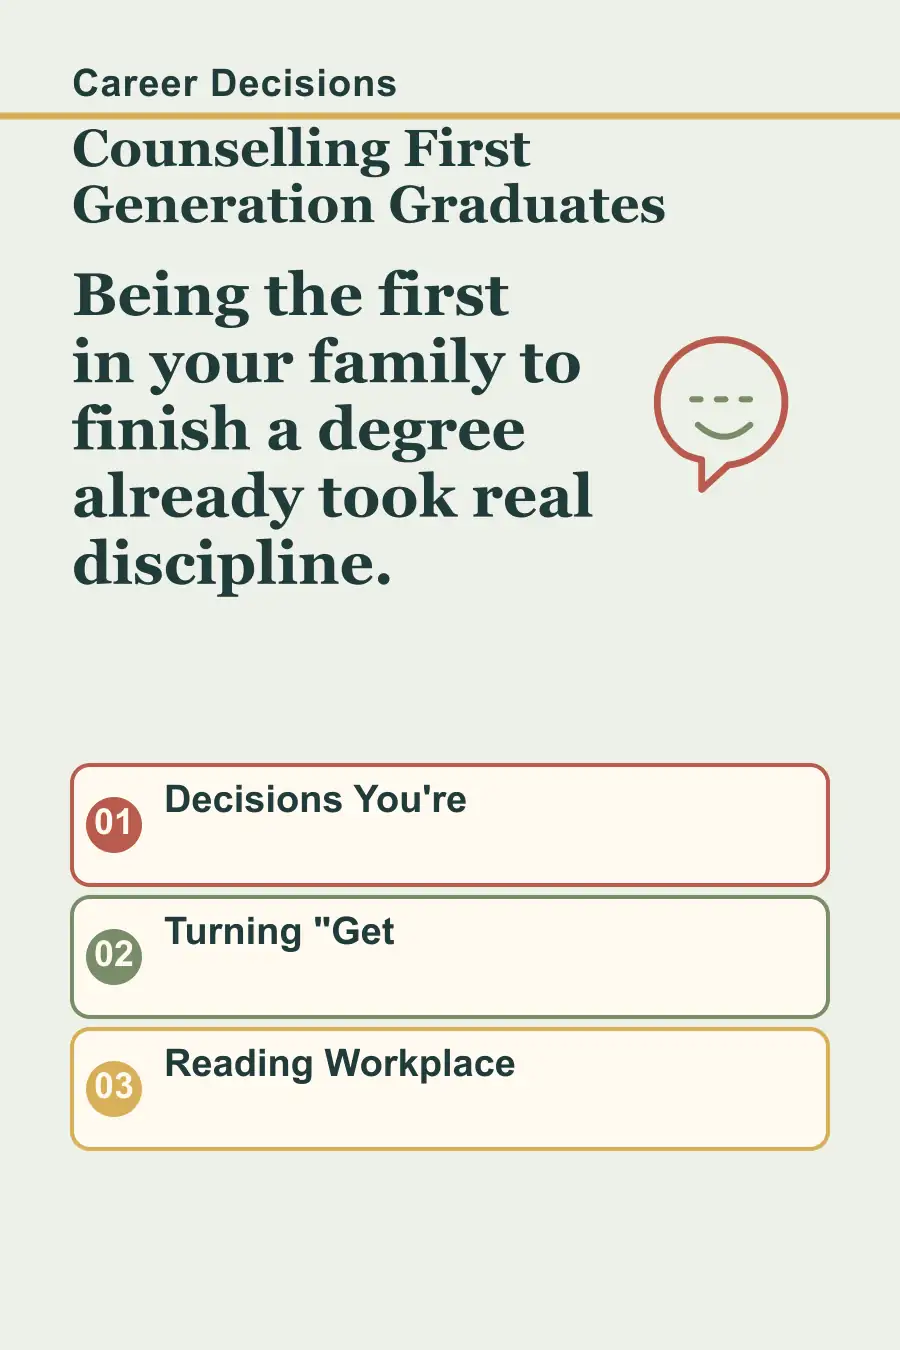 Career Decisions
Counselling First
Generation Graduates
Being the first
in your family to
finish a degree
already took real
discipline.
01
Decisions You're
02
Turning "Get
03
Reading Workplace